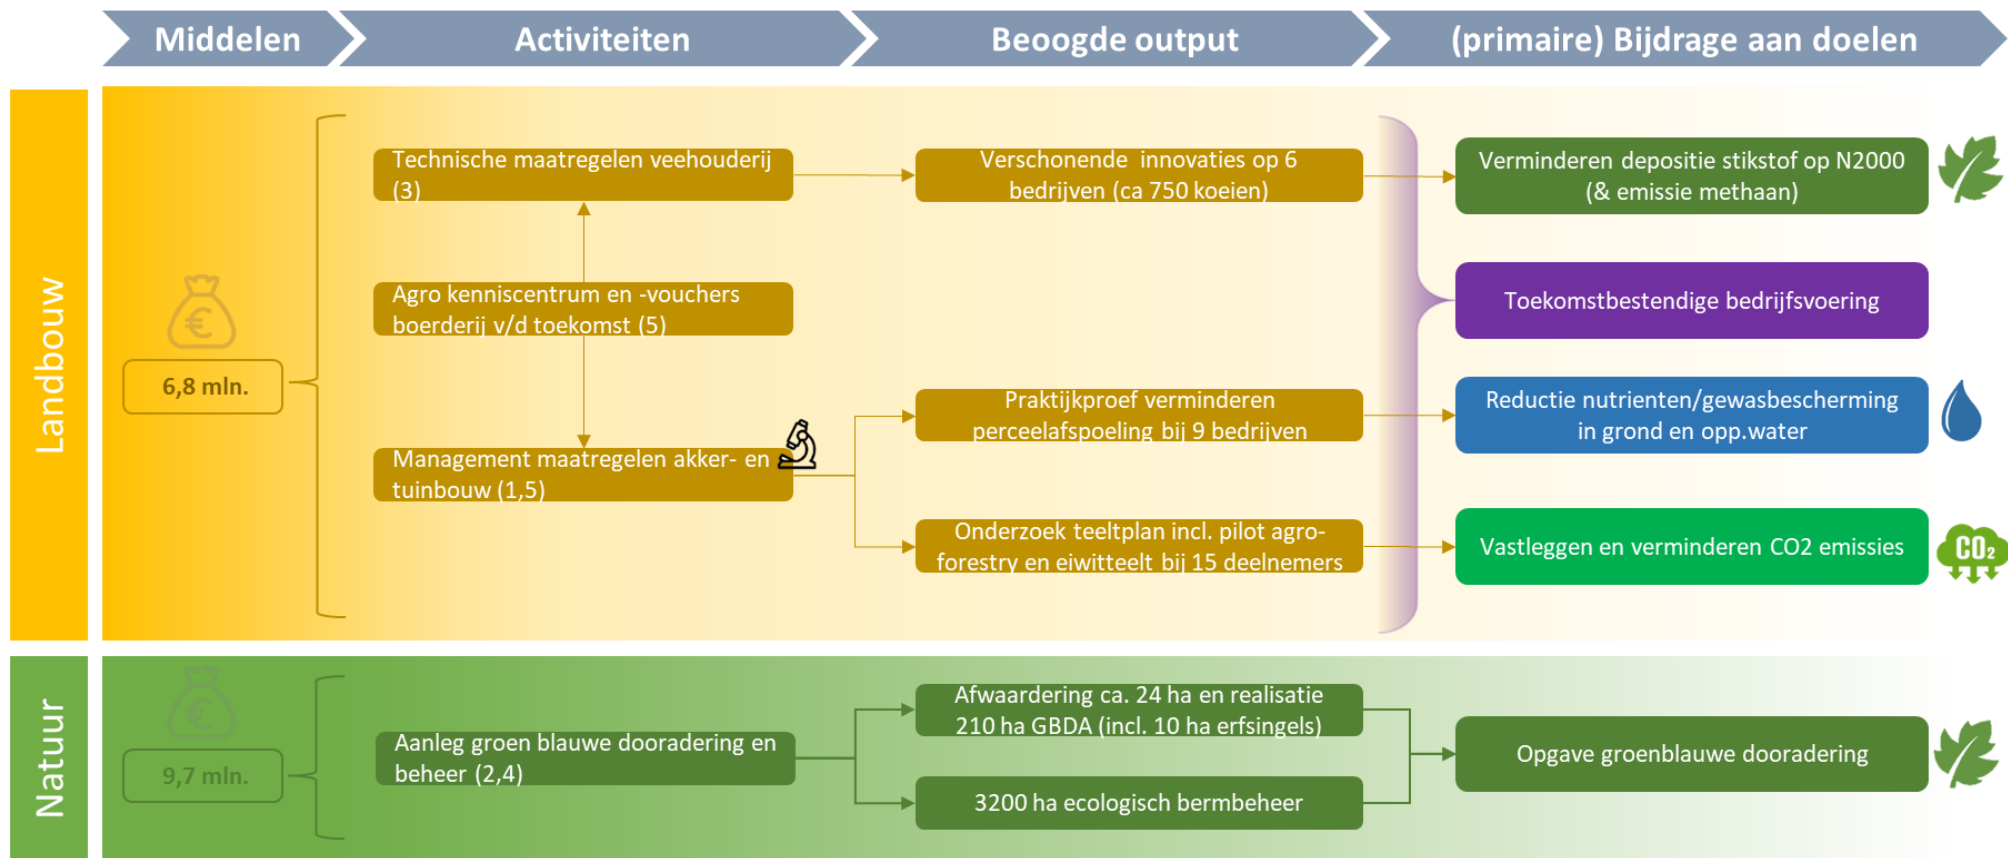 Middelen
Activiteiten
Beoogde output
(primaire) Bijdrage aan doelen
Landbouw
€
6,8 mln.
Technische maatregelen veehouderij
(3)
Agro kenniscentrum en -vouchers
boerderij v/d toekomst (5)
Management maatregelen akker- en
tuinbouw (1,5)
Verschonende  innovaties op 6
bedrijven (ca 750 koeien)
Praktijkproef verminderen
perceelafspoeling bij 9 bedrijven
Onderzoek teeltplan incl. pilot agro-
forestry en eiwitteelt bij 15 deelnemers
Verminderen depositie stikstof op N2000
(& emissie methaan)
Toekomstbestendige bedrijfsvoering
Reductie nutrienten/gewasbescherming
in grond en opp.water
Vastleggen en verminderen CO2 emissies
CO₂
Natuur
€
9,7 mln.
Aanleg groen blauwe dooradering en
beheer (2,4)
Afwaardering ca. 24 ha en realisatie
210 ha GBDA (incl. 10 ha erfsingels)
3200 ha ecologisch bermbeheer
Opgave groenblauwe dooradering